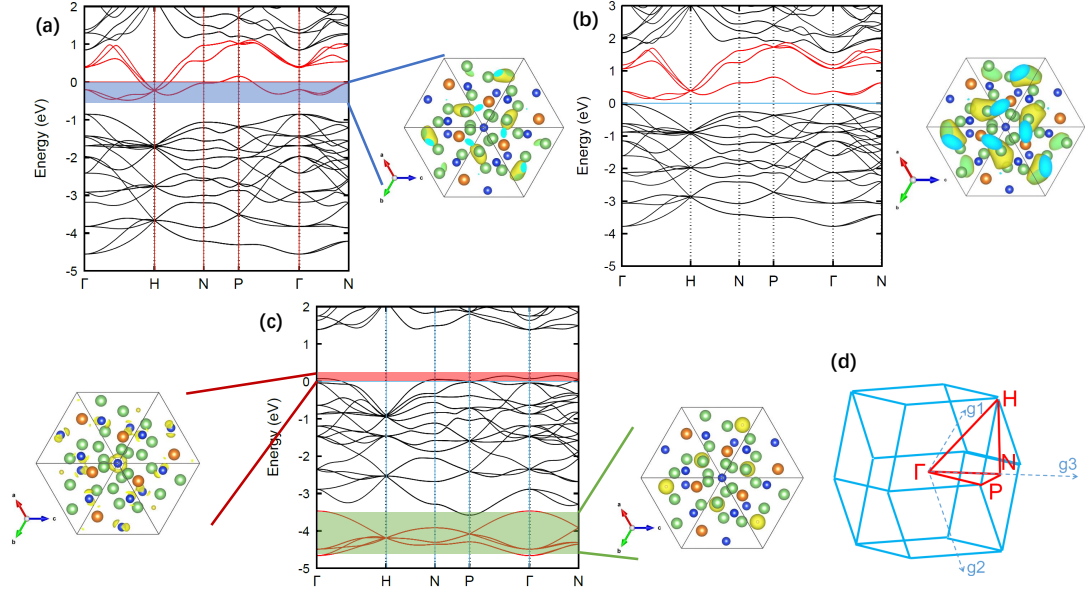 (a)
2
1
0
-1
-2
-3
-4
-5
Energy (eV)
Γ H N P Γ N
a
b
c
(b)
3
2
1
0
-1
-2
-3
-4
-5
Energy (eV)
Γ H N P Γ N
a
b
c
(c)
2
1
0
-1
-2
-3
-4
-5
Energy (eV)
Γ H N P Γ N
a
b
c
a
b
c
(d)
H
g1
N
Γ
g3
P
g2